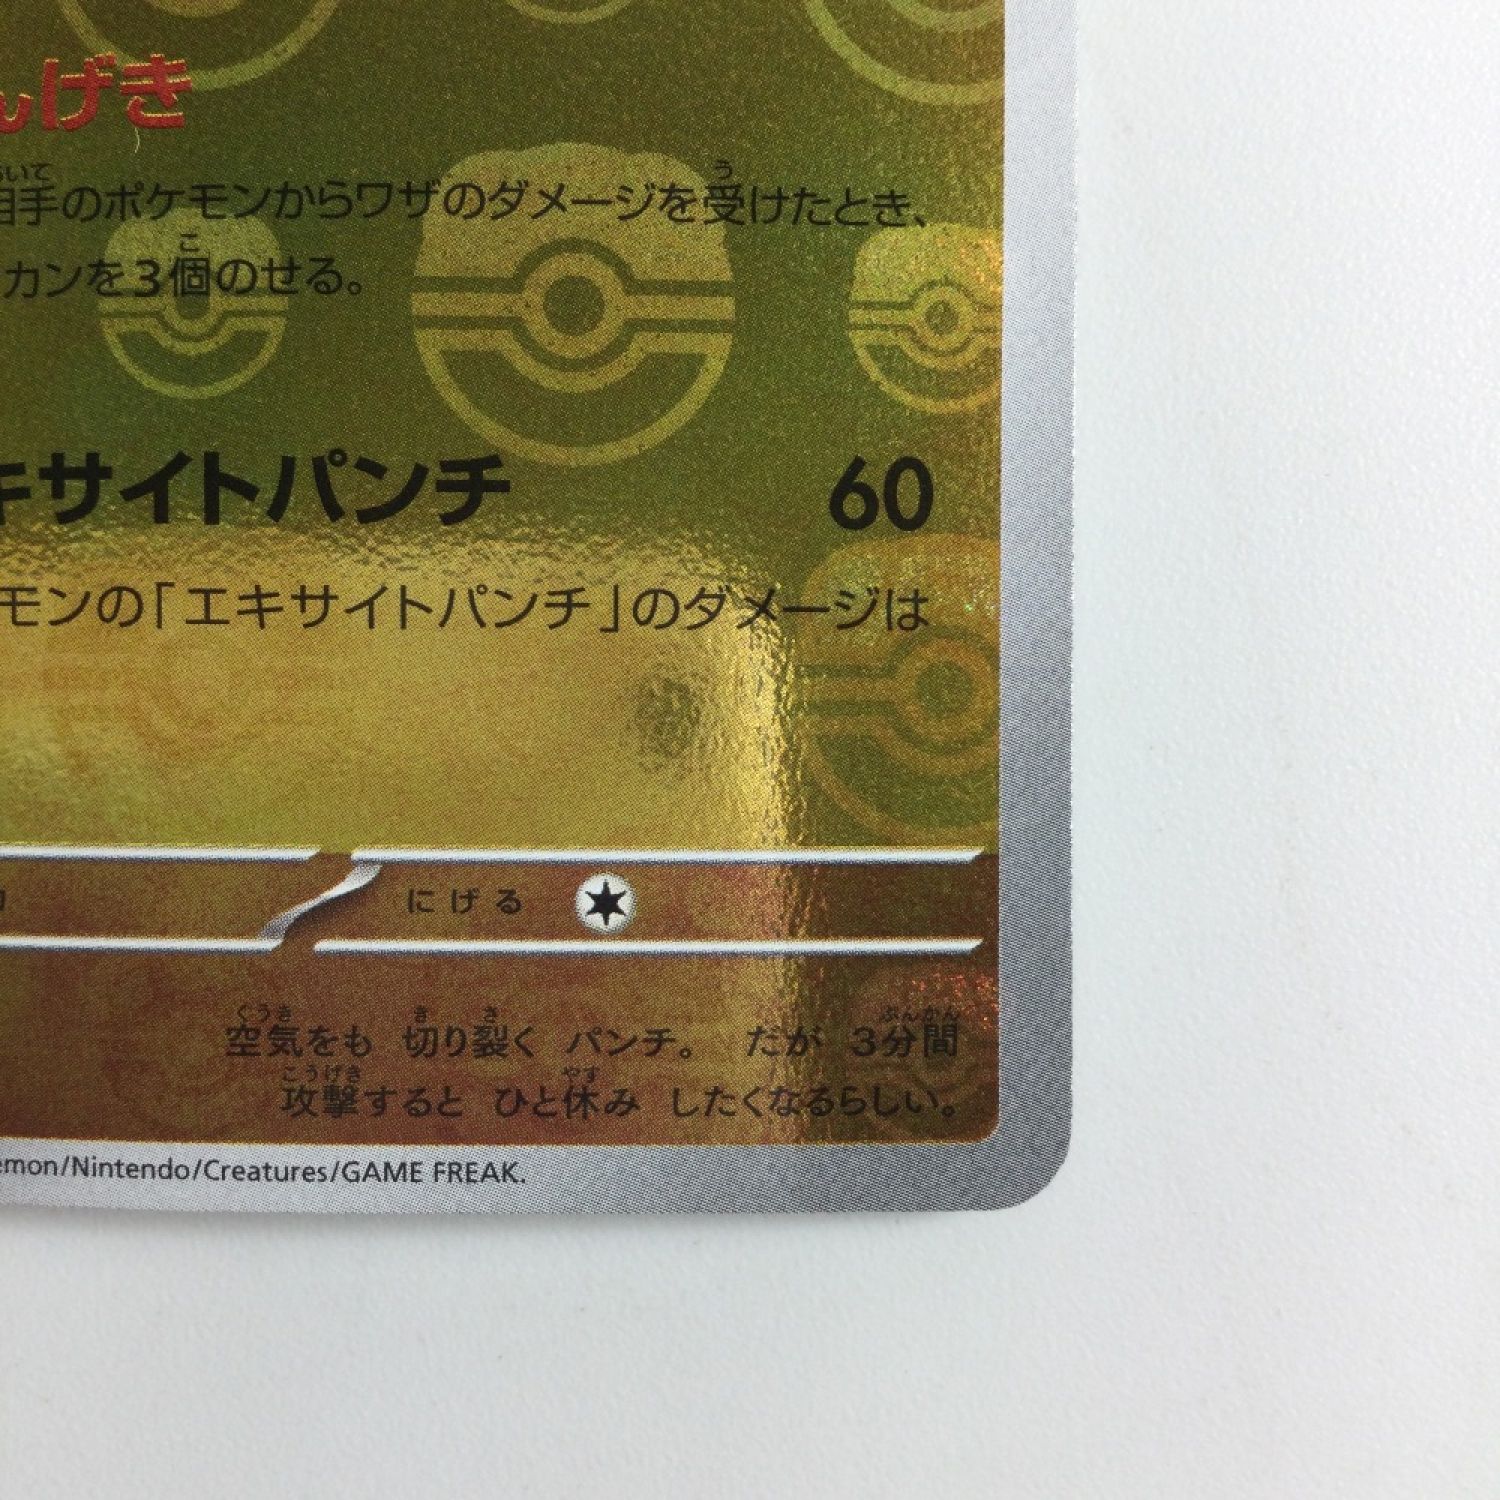 んげき
相手のポケモンからワザのダメージを受けたとき、
カンを3個のせる。
キサイトパンチ 60
モンの「エキサイトパンチ」のダメージは
にげる
空気をも 切り裂く パンチ。 だが 3分間
攻撃すると ひと休み したくなるらしい。
émon/Nintendo/Creatures/GAME FREAK.